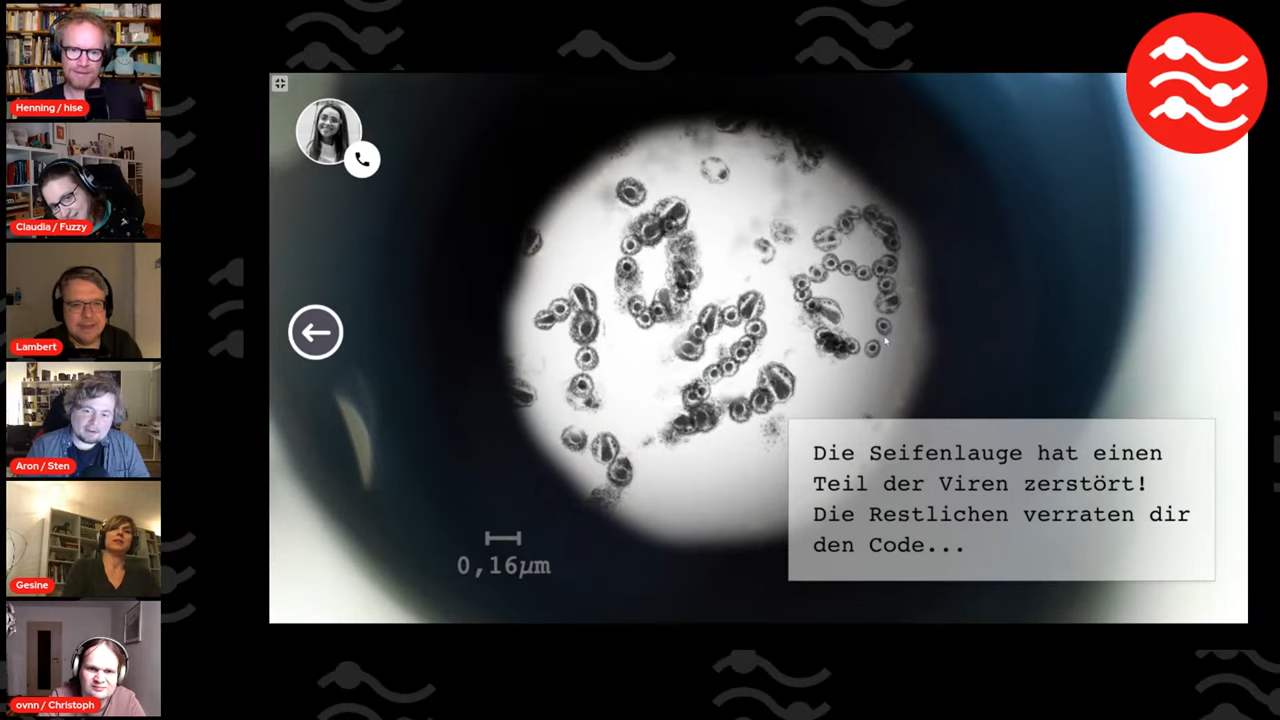 Henning / hise
Claudia / Fuzzy
Lambert
Aron / Sten
Gesine
ovnn / Christoph
0,16µm
Die Seifenlauge hat einen
Teil der Viren zerstört!
Die Restlichen verraten dir
den Code...